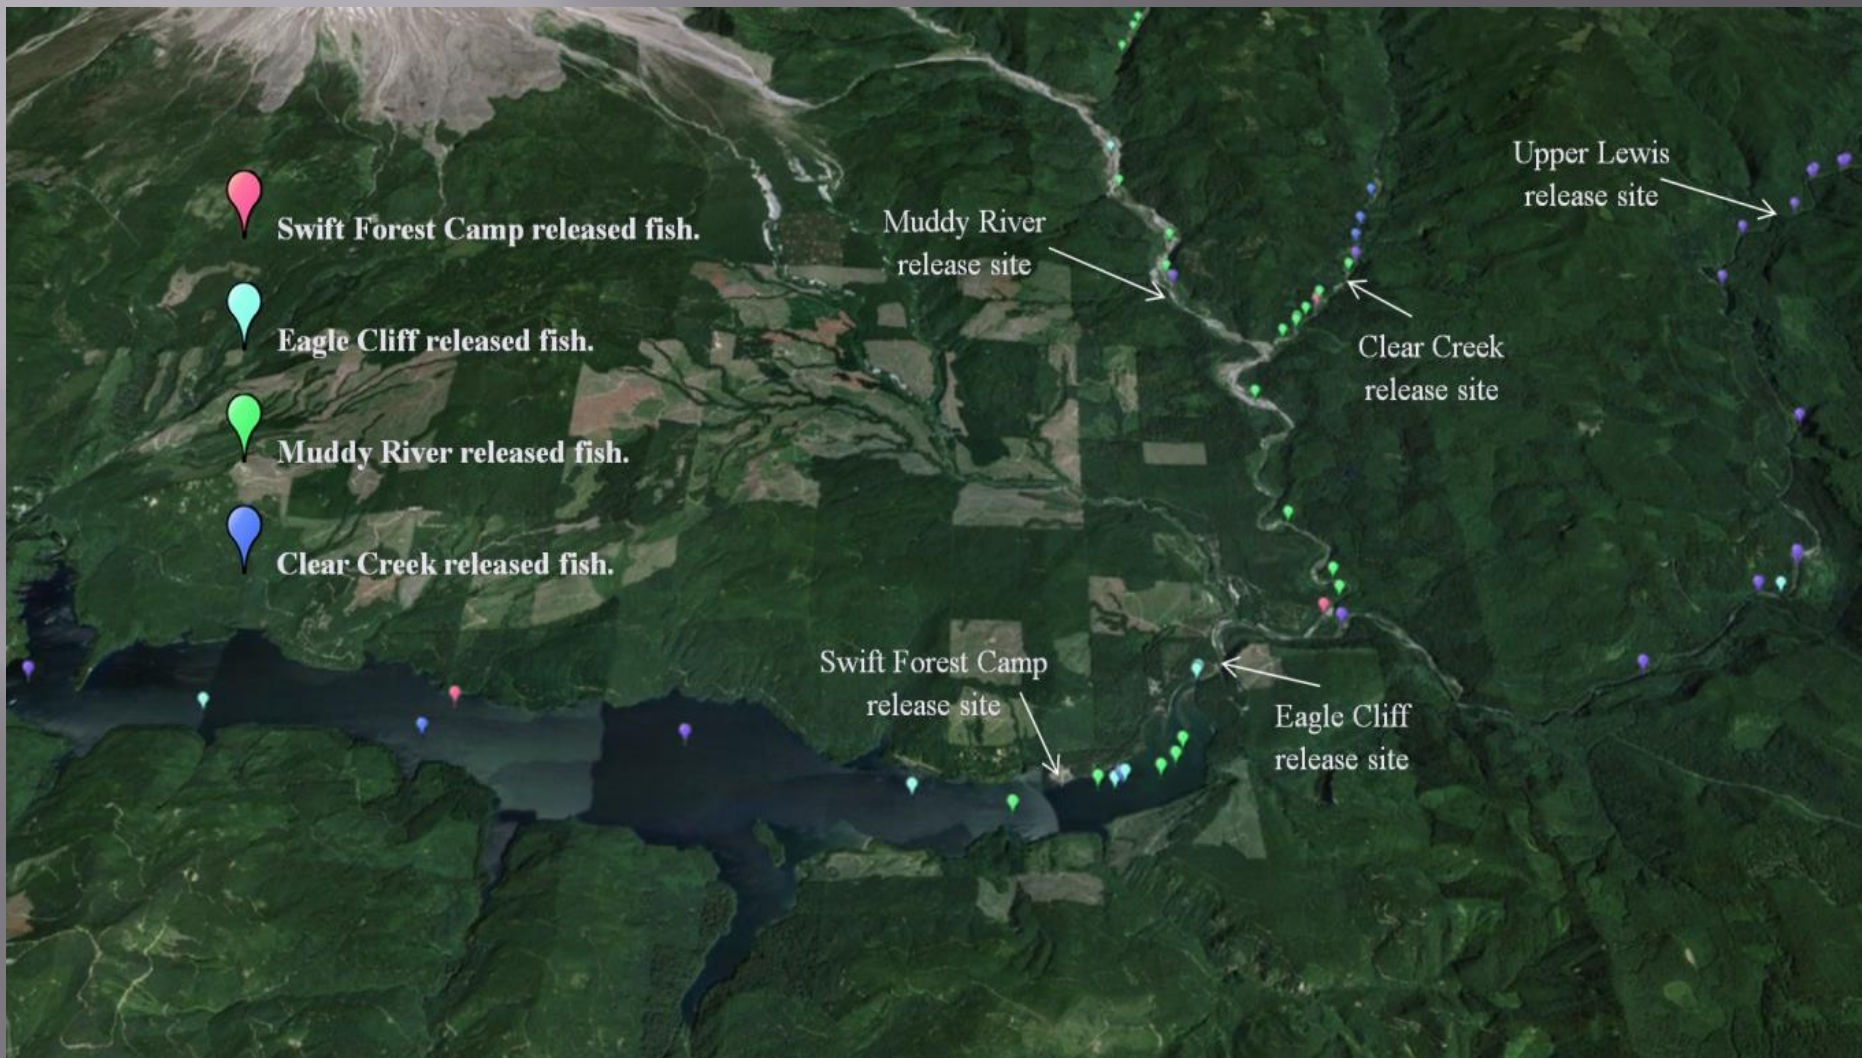 Upper Lewis
release site
Muddy River
release site
Swift Forest Camp released fish.
Eagle Cliff released fish.
Clear Creek
release site
Muddy River released fish.
Clear Creek released fish.
Swift Forest Camp
release site
Eagle Cliff
release site